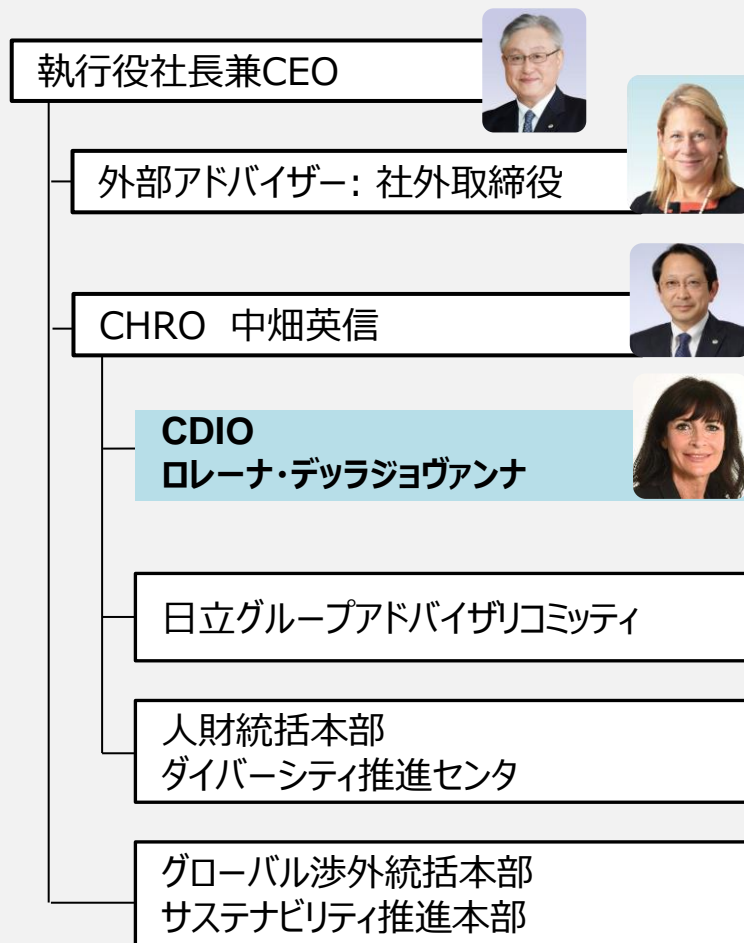 執行役社長兼CEO
外部アドバイザー: 社外取締役
CHRO 中畑英信
CDIO
ロレーナ・デッラジョヴァンナ
日立グループアドバイザリコミッティ
人財統括本部
ダイバーシティ推進センタ
グローバル渉外統括本部
サステナビリティ推進本部